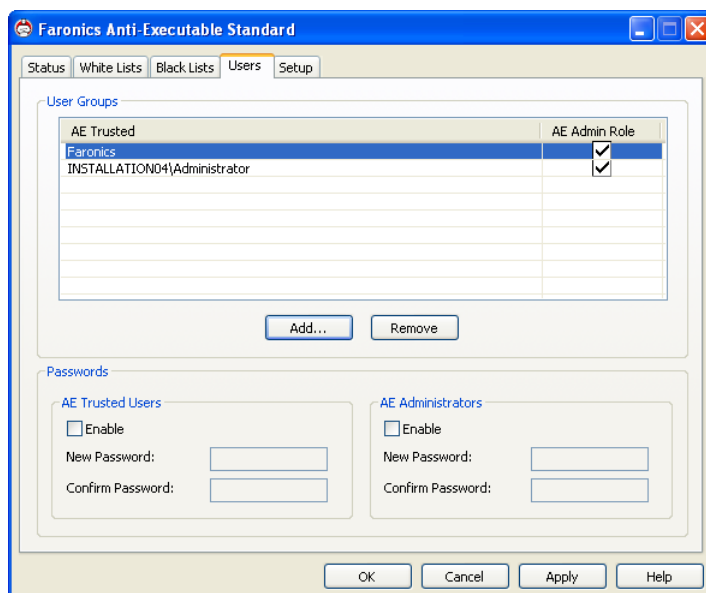 Faronics Anti-Executable Standard
Status White Lists Black Lists Users Setup
User Groups
AE Trusted AE Admin Role
Faronics
INSTALLATION04\Administrator
Add... Remove
Passwords
AE Trusted Users AE Administrators
Enable Enable
New Password: New Password:
Confirm Password: Confirm Password:
OK Cancel Apply Help